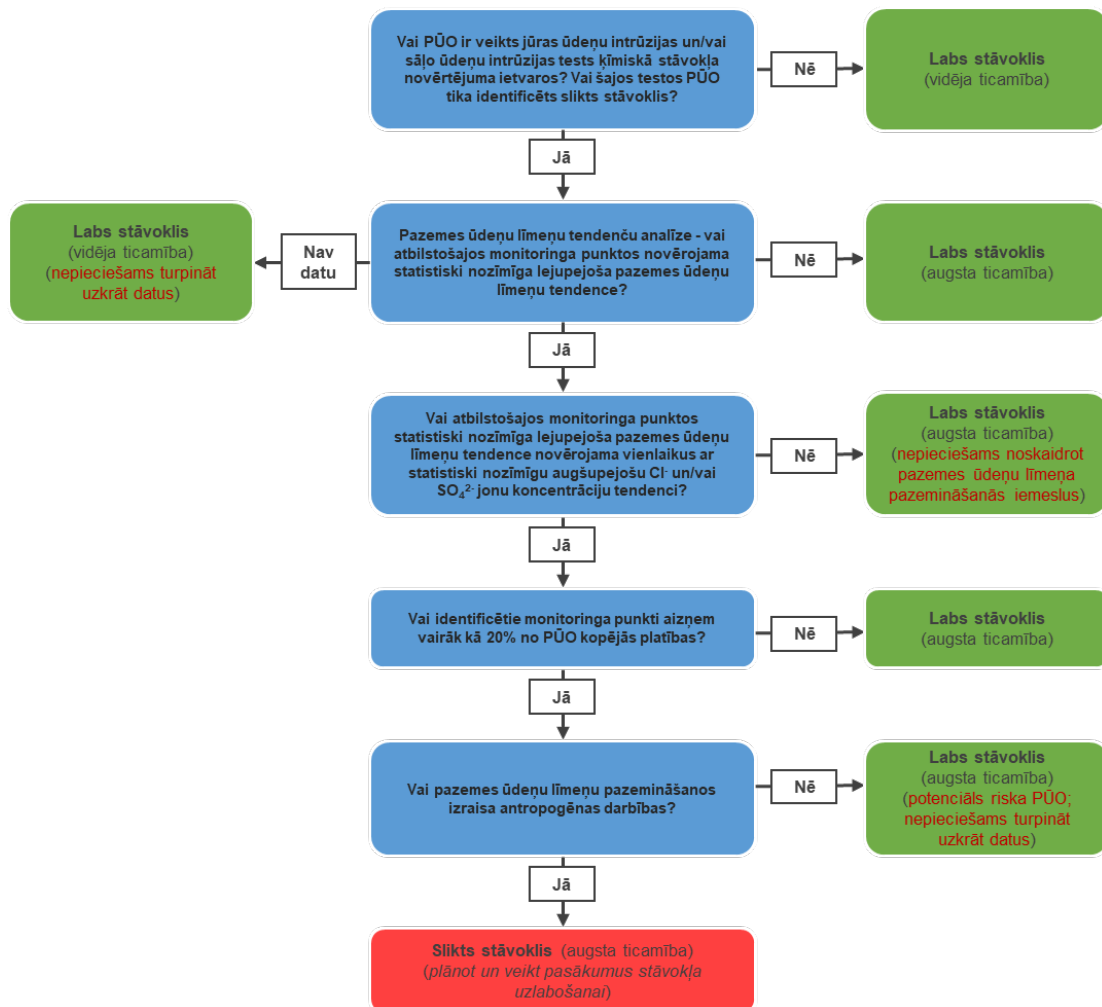 Vai PŪO ir veikts jūras ūdeņu intrūzijas un/vai
sāļo ūdeņu intrūzijas tests ķīmiskā stāvokļa
novērtējuma ietvaros? Vai šajos testos PŪO
tika identificēts slikts stāvoklis?
Nē
Labs stāvoklis
(vidēja ticamība)
Jā
Labs stāvoklis
(vidēja ticamība)
(nepieciešams turpināt
uzkrāt datus)
Nav
datu
Pazemes ūdeņu līmeņu tendenču analīze - vai
atbilstošajos monitoringa punktos novērojama
statistiski nozīmīga lejupejoša pazemes ūdeņu
līmeņu tendence?
Nē
Labs stāvoklis
(augsta ticamība)
Jā
Vai atbilstošajos monitoringa punktos
statistiski nozīmīga lejupejoša pazemes ūdeņu
līmeņu tendence novērojama vienlaikus ar
statistiski nozīmīgu augšupejošu Cl⁻ un/vai
SO₄²⁻ jonu koncentrāciju tendenci?
Nē
Labs stāvoklis
(augsta ticamība)
(nepieciešams noskaidrot
pazemes ūdeņu līmeņa
pazemināšanās iemeslus)
Jā
Vai identificētie monitoringa punkti aizņem
vairāk kā 20% no PŪO kopējās platības?
Nē
Labs stāvoklis
(augsta ticamība)
Jā
Vai pazemes ūdeņu līmeņu pazemināšanos
izraisa antropogēnas darbības?
Nē
Labs stāvoklis
(augsta ticamība)
(potenciāls riska PŪO;
nepieciešams turpināt
uzkrāt datus)
Jā
Slikts stāvoklis (augsta ticamība)
(plānot un veikt pasākumus stāvokļa
uzlabošanai)